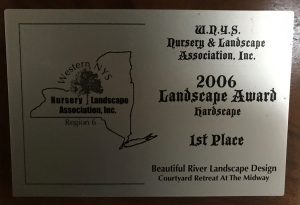 Western NYS
Nursery Landscape
Association, Inc.
Region 6
W.N.Y.S.
Nursery & Landscape
Association, Inc.
2006
Landscape Award
Hardscape
1st Place
Beautiful River Landscape Design
Courtyard Retreat At The Midway